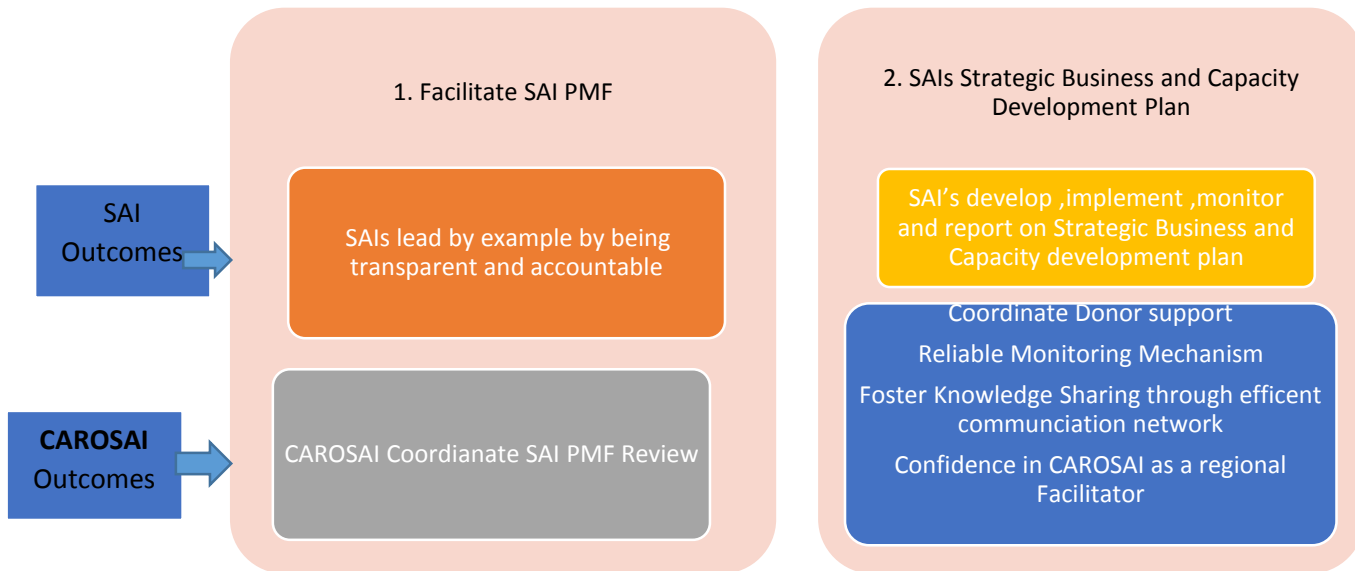 1. Facilitate SAI PMF
2. SAIs Strategic Business and Capacity
Development Plan
SAI
Outcomes
SAIs lead by example by being
transparent and accountable
SAI’s develop ,implement ,monitor
and report on Strategic Business and
Capacity development plan
CAROSAI
Outcomes
CAROSAI Coordianate SAI PMF Review
Coordinate Donor support
Reliable Monitoring Mechanism
Foster Knowledge Sharing through efficent
communciation network
Confidence in CAROSAI as a regional
Facilitator